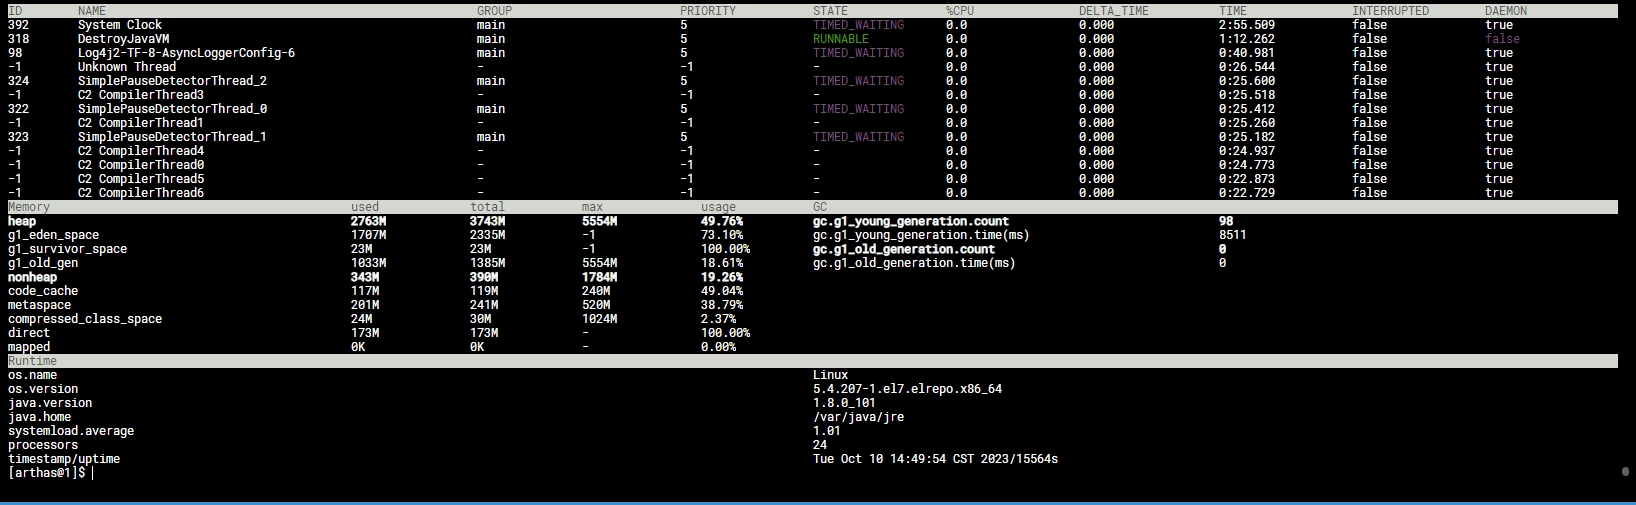 ID NAME GROUP PRIORITY STATE %CPU DELTA_TIME TIME INTERRUPTED DAEMON
392 System Clock main 5 TIMED_WAITING 0.0 0.000 2:55.509 false true
318 DestroyJavaVM main 5 RUNNABLE 0.0 0.000 1:12.262 false false
98 Log4j2-TF-8-AsyncLoggerConfig-6 main 5 TIMED_WAITING 0.0 0.000 0:40.981 false true
-1 Unknown Thread - -1 - 0.0 0.000 0:26.544 false true
324 SimplePauseDetectorThread_2 main 5 TIMED_WAITING 0.0 0.000 0:25.600 false true
-1 C2 CompilerThread3 - -1 - 0.0 0.000 0:25.518 false true
322 SimplePauseDetectorThread_0 main 5 TIMED_WAITING 0.0 0.000 0:25.412 false true
-1 C2 CompilerThread1 - -1 - 0.0 0.000 0:25.260 false true
323 SimplePauseDetectorThread_1 main 5 TIMED_WAITING 0.0 0.000 0:25.182 false true
-1 C2 CompilerThread4 - -1 - 0.0 0.000 0:24.937 false true
-1 C2 CompilerThread0 - -1 - 0.0 0.000 0:24.773 false true
-1 C2 CompilerThread5 - -1 - 0.0 0.000 0:22.873 false true
-1 C2 CompilerThread6 - -1 - 0.0 0.000 0:22.729 false true
Memory used total max usage GC
heap 2763M 3743M 5554M 49.76% gc.g1_young_generation.count 98
g1_eden_space 1707M 2335M -1 73.10% gc.g1_young_generation.time(ms) 8511
g1_survivor_space 23M 23M -1 100.00% gc.g1_old_generation.count 0
g1_old_gen 1033M 1385M 5554M 18.61% gc.g1_old_generation.time(ms) 0
nonheap 343M 390M 1784M 19.26%
code_cache 117M 119M 240M 49.04%
metaspace 201M 241M 520M 38.79%
compressed_class_space 24M 30M 1024M 2.37%
direct 173M 173M - 100.00%
mapped 0K 0K - 0.00%
Runtime
os.name Linux
os.version 5.4.207-1.el7.elrepo.x86_64
java.version 1.8.0_101
java.home /var/java/jre
systemload.average 1.01
processors 24
timestamp/uptime Tue Oct 10 14:49:54 CST 2023/15564s
[arthas@1]$